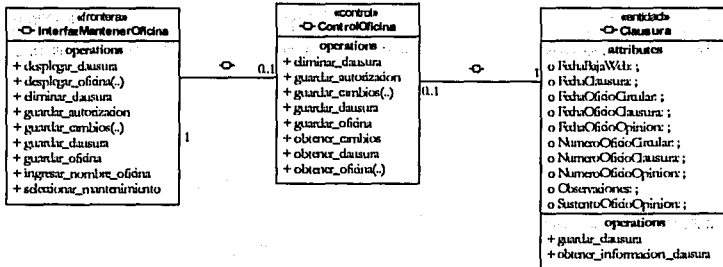 «frontera»
InterfazMantenerOficina
operations
+ desplegar_clausura
+ desplegar_oficina(..)
+ eliminar_clausura
+ guardar_autorizacion
+ guardar_cambios(..)
+ guardar_clausura
+ guardar_oficina
+ ingresar_nombre_oficina
+ seleccionar_mantenimiento
1
0..1
«control»
ControlOficina
operations
+ eliminar_clausura
+ guardar_autorizacion
+ guardar_cambios(..)
+ guardar_clausura
+ guardar_oficina
+ obtener_cambios
+ obtener_clausura
+ obtener_oficina(..)
0..1
1
«entidad»
Clausura
attributes
o FechaBajaWeb: ;
o FechaClausura: ;
o FechaOficioCircular: ;
o FechaOficioClausura: ;
o FechaOficioOpinion: ;
o NumeroOficioCircular: ;
o NumeroOficioClausura: ;
o NumeroOficioOpinion: ;
o Observaciones: ;
o SustentoOficioOpinion: ;
operations
+ guardar_clausura
+ obtener_informacion_clausura